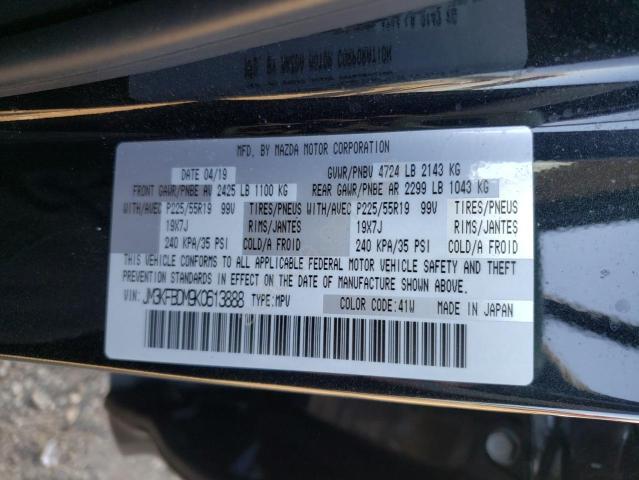 MFD. BY MAZDA MOTOR CORPORATION
DATE 04/19 GVWR/PNBV 4724 LB 2143 KG
FRONT GAWR/PNBE AV 2425 LB 1100 KG REAR GAWR/PNBE AR 2299 LB 1043 KG
WITH/AVEC P225/55R19 99V TIRES/PNEUS WITH/AVEC P225/55R19 99V TIRES/PNEUS
19X7J RIMS/JANTES 19X7J RIMS/JANTES
240 KPA/35 PSI COLD/A FROID 240 KPA/35 PSI COLD/A FROID
THIS VEHICLE CONFORMS TO ALL APPLICABLE FEDERAL MOTOR VEHICLE SAFETY AND THEFT
PREVENTION STANDARDS IN EFFECT ON THE DATE OF MANUFACTURE SHOWN ABOVE.
VIN: JM3KFBDM9K0613888 TYPE: MPV COLOR CODE: 41W MADE IN JAPAN